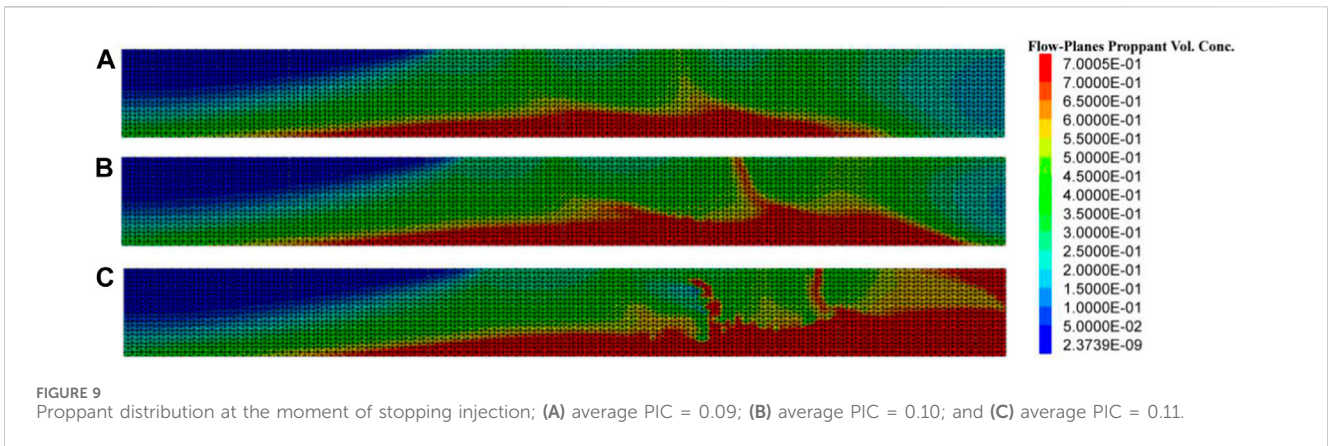 A
B
C
Flow-Planes Proppant Vol. Conc.
7.0005E-01
7.0000E-01
6.5000E-01
6.0000E-01
5.5000E-01
5.0000E-01
4.5000E-01
4.0000E-01
3.5000E-01
3.0000E-01
2.5000E-01
2.0000E-01
1.5000E-01
1.0000E-01
5.0000E-02
2.3739E-09
FIGURE 9
Proppant distribution at the moment of stopping injection; (A) average PIC = 0.09; (B) average PIC = 0.10; and (C) average PIC = 0.11.